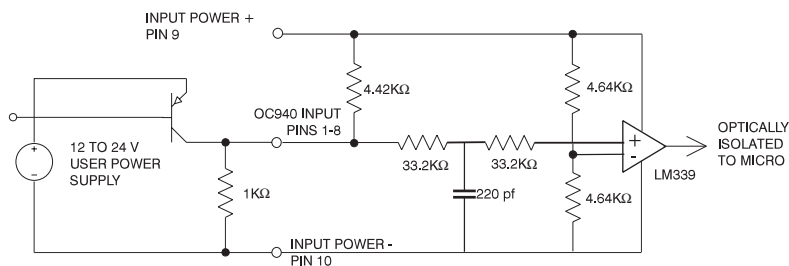 INPUT POWER +
PIN 9
4.42KΩ
4.64KΩ
OC940 INPUT
PINS 1-8
OPTICALLY
ISOLATED
TO MICRO
+
-
+
−
12 TO 24 V
USER POWER
SUPPLY
33.2KΩ
33.2KΩ
LM339
1KΩ
220 pf
4.64KΩ
INPUT POWER -
PIN 10